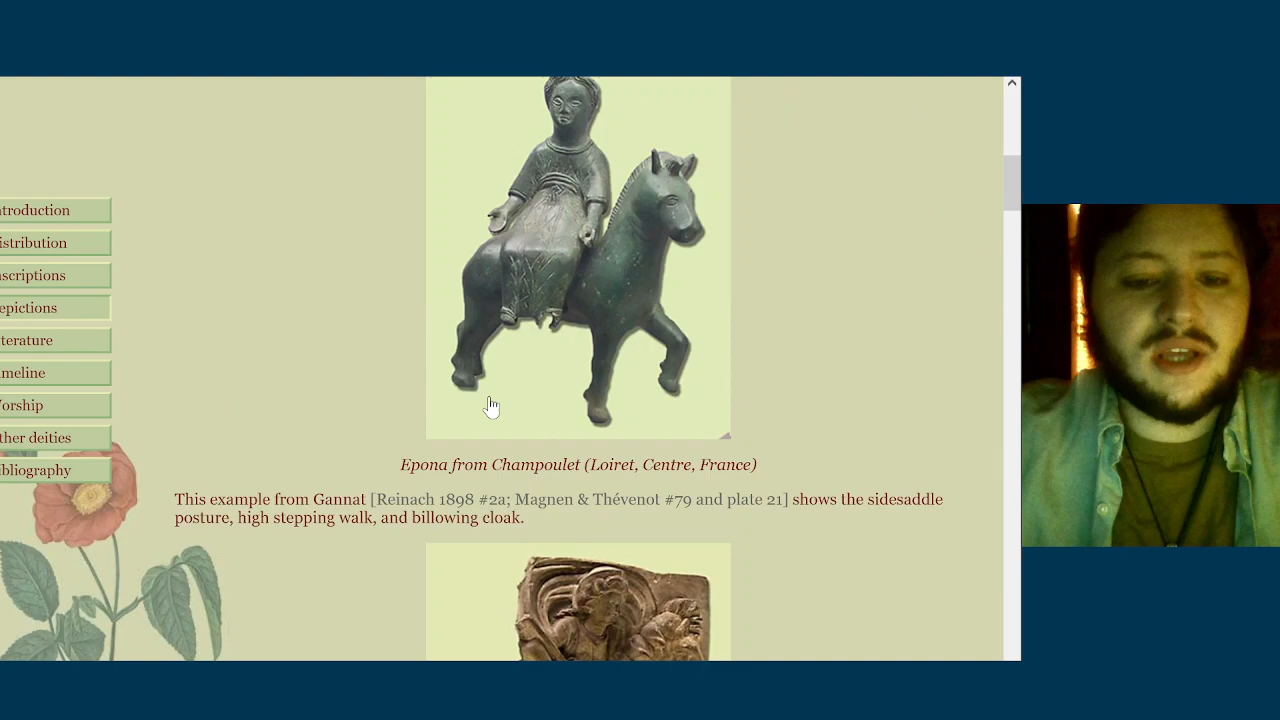 ntroduction
istribution
scriptions
epictions
terature
meline
orship
ther deities
ibliography
Epona from Champoulet (Loiret, Centre, France)
This example from Gannat [Reinach 1898 #2a; Magnen & Thévenot #79 and plate 21] shows the sidesaddle
posture, high stepping walk, and billowing cloak.